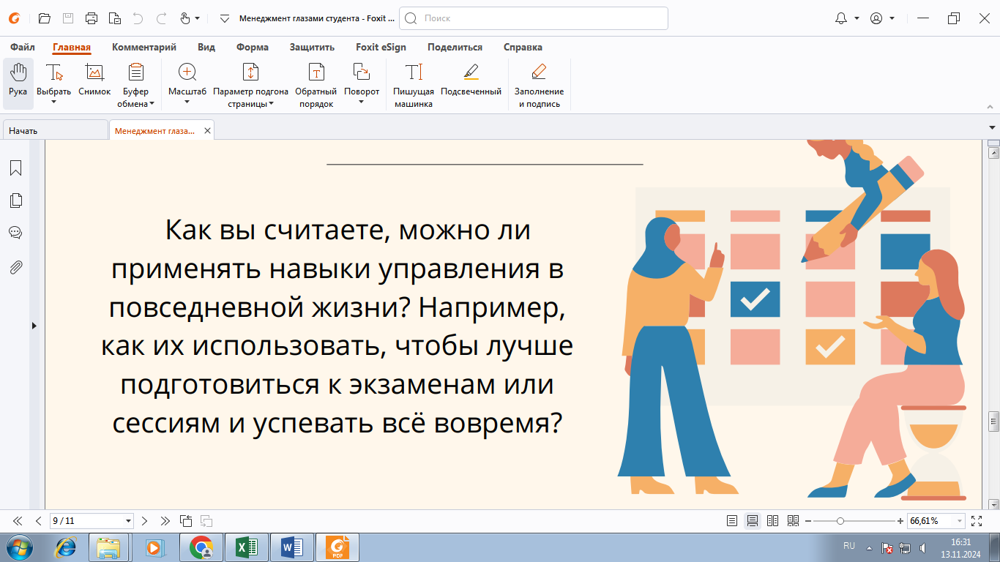 Менеджмент глазами студента - Foxit ...
Поиск
Файл Главная Комментарий Вид Форма Защитить Foxit eSign Поделиться Справка
Рука
Выбрать
Снимок
Буфер
обмена
Масштаб
Параметр подгона
страницы
Обратный
порядок
Поворот
Пишущая
машинка
Подсвеченный
Заполнение
и подпись
Начать
Менеджмент глаза...
Как вы считаете, можно ли
применять навыки управления в
повседневной жизни? Например,
как их использовать, чтобы лучше
подготовиться к экзаменам или
сессиям и успевать всё вовремя?
9 / 11
66,61%
PDF
RU
16:31
13.11.2024